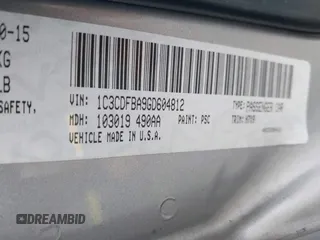 0-15
KG
LB
SAFETY,
VIN: 1C3CDFBA9GD604812
TYPE: PASSENGER CAR
MDH: 103019 490AA
PAINT: PSC
TRIM:
VEHICLE MADE IN U.S.A.
DREAMBID